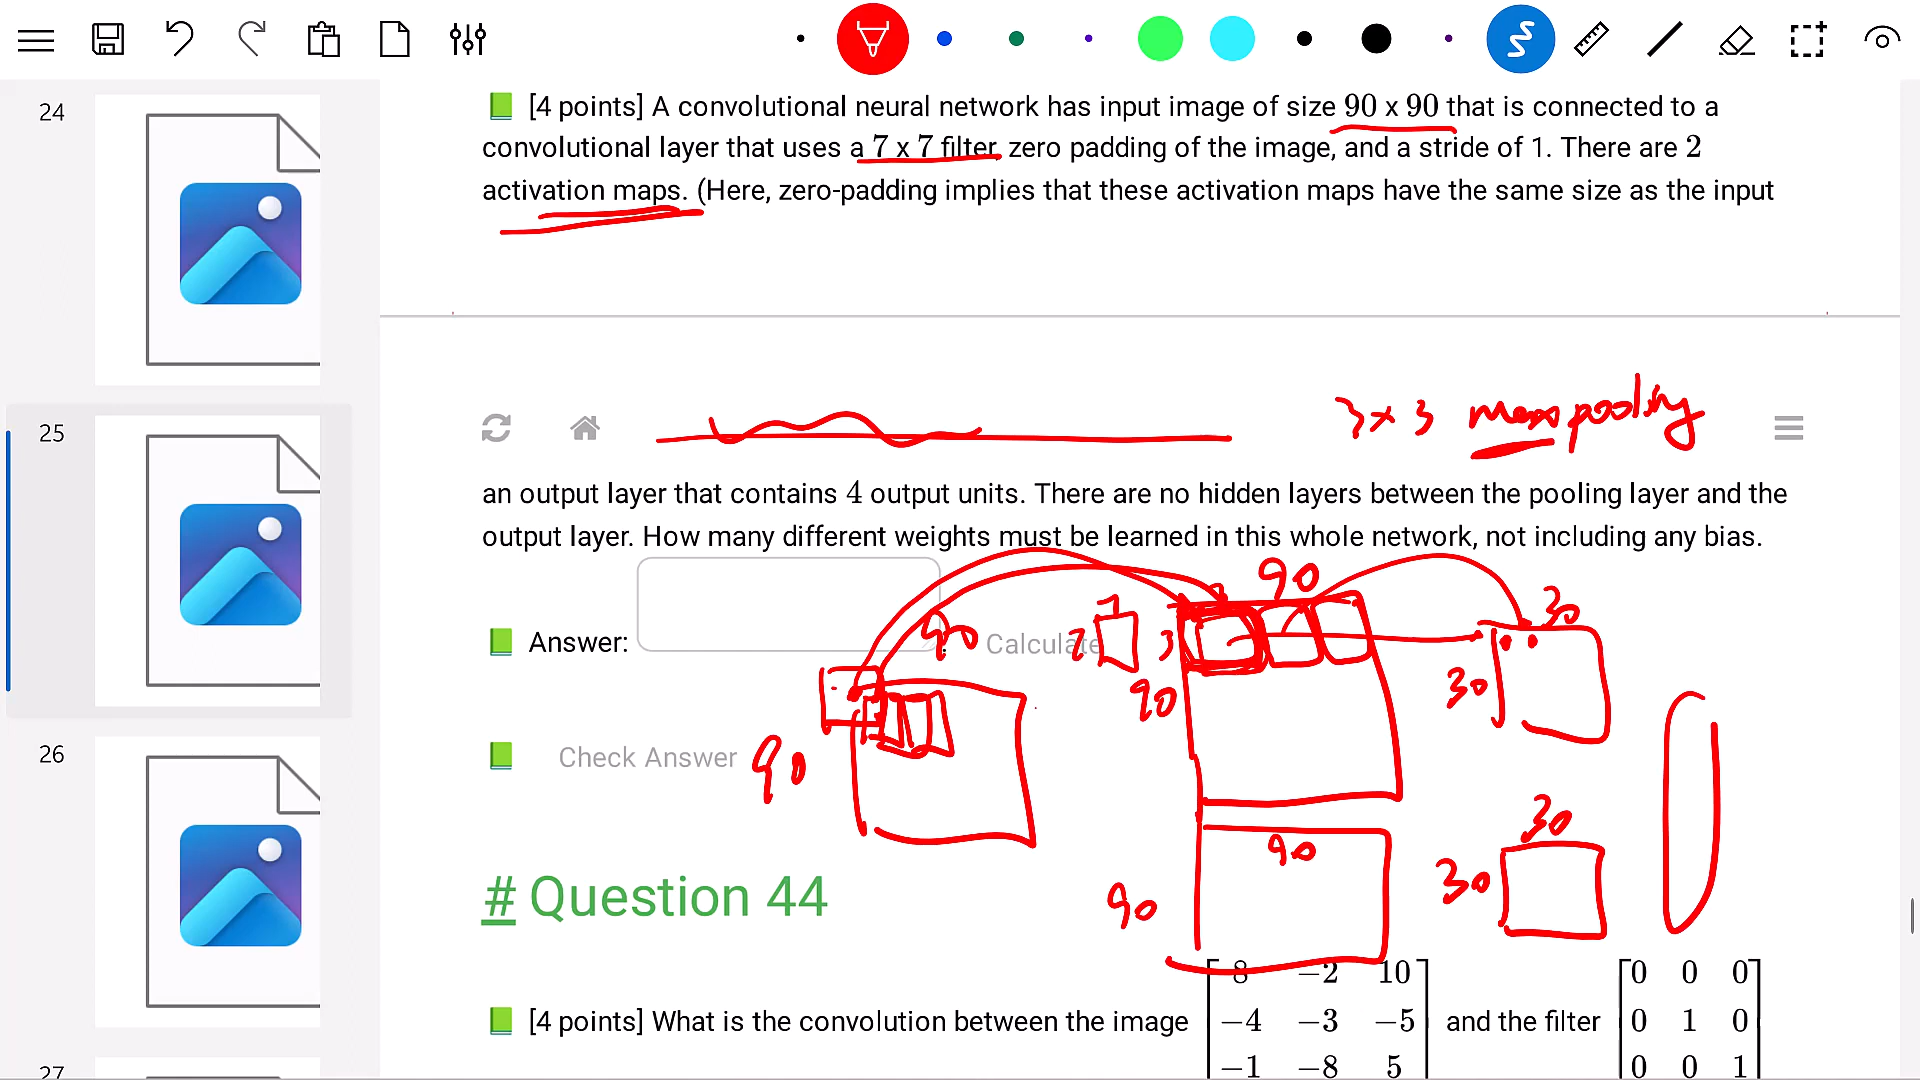 24
[4 points] A convolutional neural network has input image of size 90 x 90 that is connected to a
convolutional layer that uses a 7 x 7 filter, zero padding of the image, and a stride of 1. There are 2
activation maps. (Here, zero-padding implies that these activation maps have the same size as the input
25
3 x 3 max pooling
an output layer that contains 4 output units. There are no hidden layers between the pooling layer and the
output layer. How many different weights must be learned in this whole network, not including any bias.
90
30
7
Answer:
90
Calculate
7
3
30
90
26
Check Answer
90
30
90
# Question 44
30
90
[4 points] What is the convolution between the image
8 −2 10
−4 −3 −5
−1 −8 5
and the filter
0 0 0
0 1 0
0 0 1
27